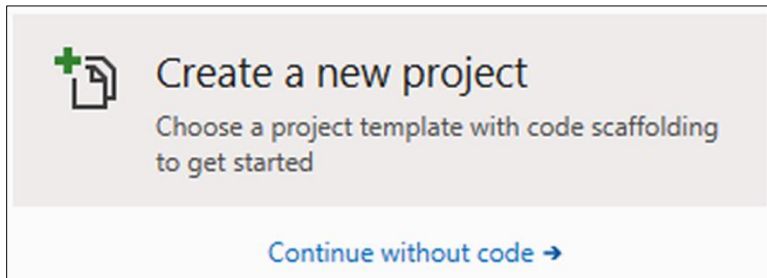 Create a new project
Choose a project template with code scaffolding
to get started
Continue without code →